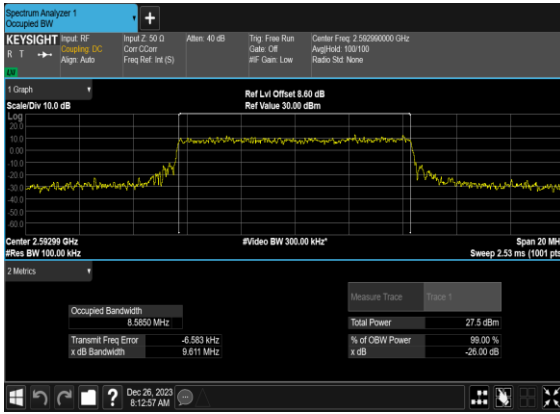 Spectrum Analyzer 1
Occupied BW
KEYSIGHT Input: RF Input Z: 50 Ω Atten: 40 dB Trig: Free Run Center Freq: 2.592990000 GHz
R T Coupling: DC Corr CCorr Gate: Off Avg|Hold: 100/100
Align: Auto Freq Ref: Int (S) #IF Gain: Low Radio Std: None
LW
1 Graph
Ref Lvl Offset 8.60 dB
Scale/Div 10.0 dB Ref Value 30.00 dBm
Log
20.0
10.0
0.00
-10.0
-20.0
-30.0
-40.0
-50.0
-60.0
Center 2.59299 GHz #Video BW 300.00 kHz* Span 20 MH
#Res BW 100.00 kHz Sweep 2.53 ms (1001 pts
2 Metrics
Measure Trace Trace 1
Occupied Bandwidth
8.5850 MHz
Total Power 27.5 dBm
Transmit Freq Error -6.583 kHz % of OBW Power 99.00 %
x dB Bandwidth 9.611 MHz x dB -26.00 dB
Dec 26, 2023
8:12:57 AM